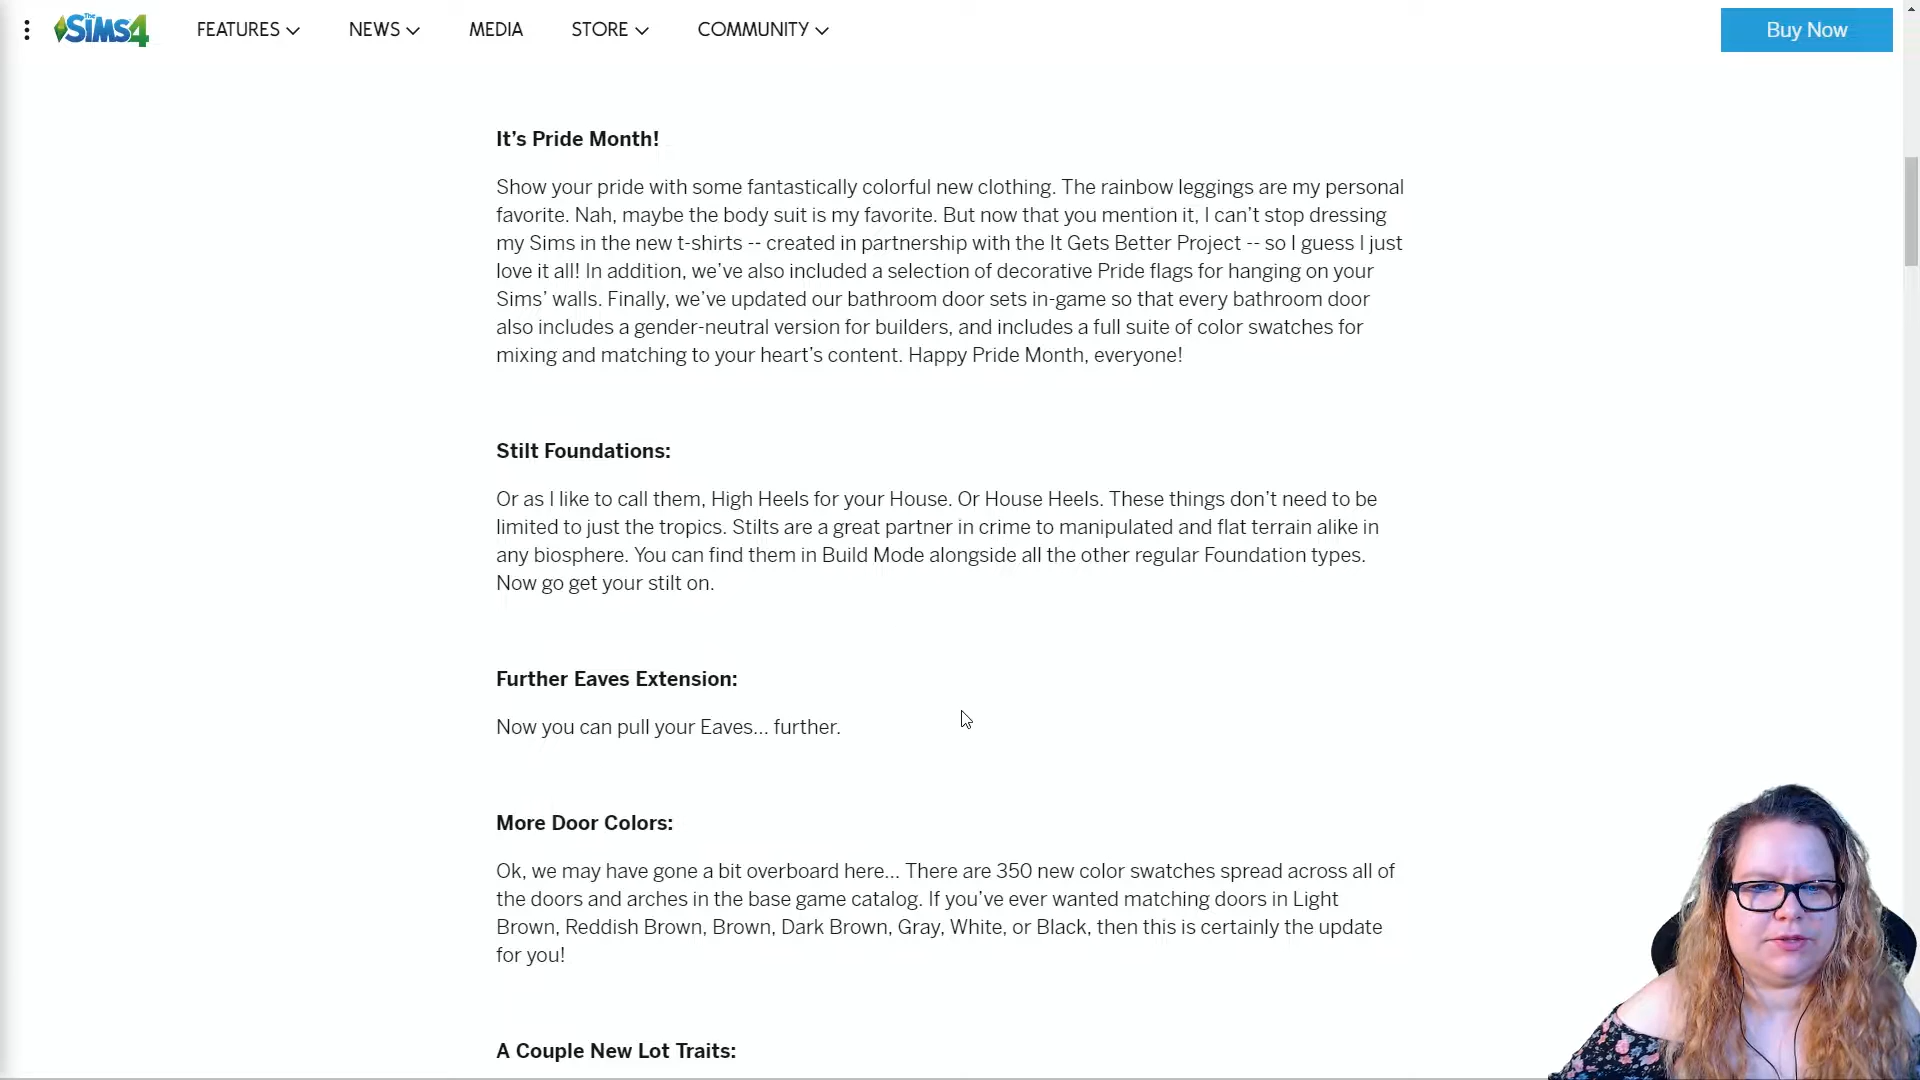 The SiMS 4 FEATURES NEWS MEDIA STORE COMMUNITY Buy Now
It’s Pride Month!
Show your pride with some fantastically colorful new clothing. The rainbow leggings are my personal
favorite. Nah, maybe the body suit is my favorite. But now that you mention it, I can’t stop dressing
my Sims in the new t-shirts -- created in partnership with the It Gets Better Project -- so I guess I just
love it all! In addition, we’ve also included a selection of decorative Pride flags for hanging on your
Sims’ walls. Finally, we’ve updated our bathroom door sets in-game so that every bathroom door
also includes a gender-neutral version for builders, and includes a full suite of color swatches for
mixing and matching to your heart’s content. Happy Pride Month, everyone!
Stilt Foundations:
Or as I like to call them, High Heels for your House. Or House Heels. These things don’t need to be
limited to just the tropics. Stilts are a great partner in crime to manipulated and flat terrain alike in
any biosphere. You can find them in Build Mode alongside all the other regular Foundation types.
Now go get your stilt on.
Further Eaves Extension:
Now you can pull your Eaves... further.
More Door Colors:
Ok, we may have gone a bit overboard here... There are 350 new color swatches spread across all of
the doors and arches in the base game catalog. If you’ve ever wanted matching doors in Light
Brown, Reddish Brown, Brown, Dark Brown, Gray, White, or Black, then this is certainly the update
for you!
A Couple New Lot Traits: